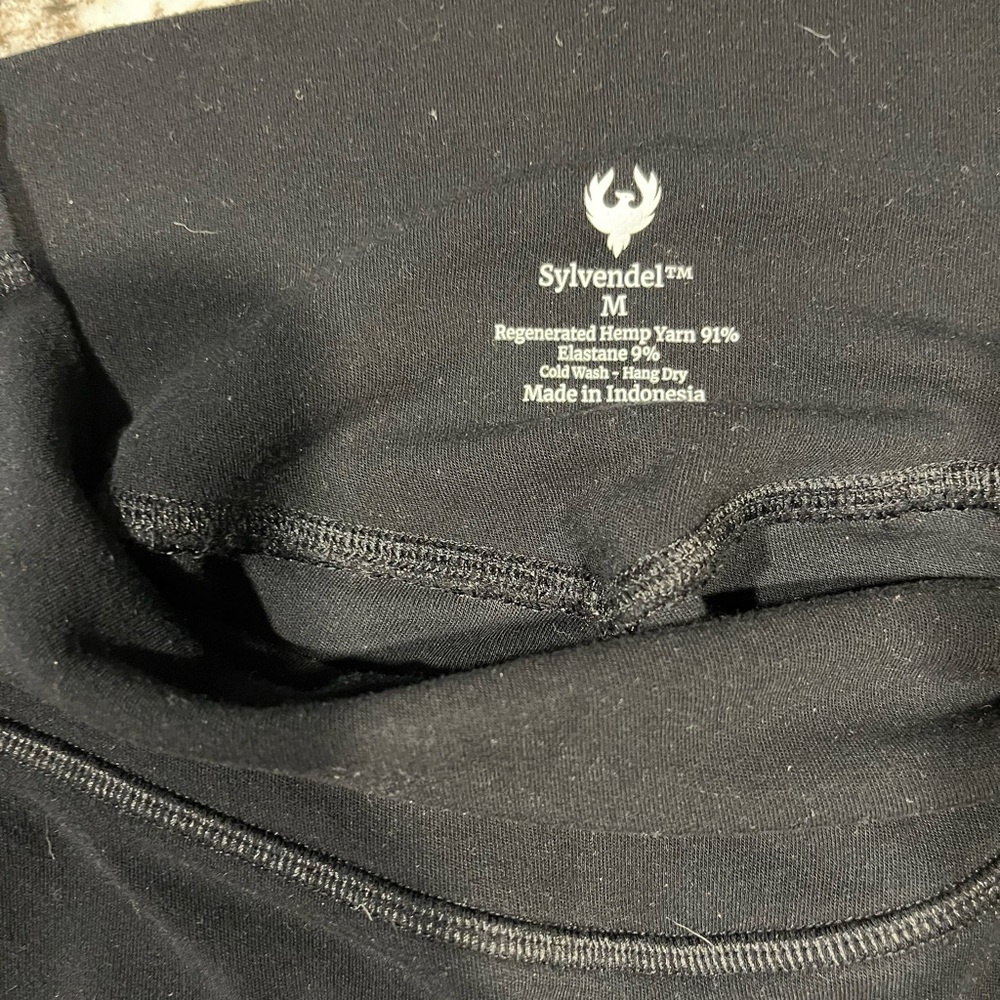 Sylvendel™
M
Regenerated Hemp Yarn 91%
Elastane 9%
Cold Wash - Hang Dry
Made in Indonesia